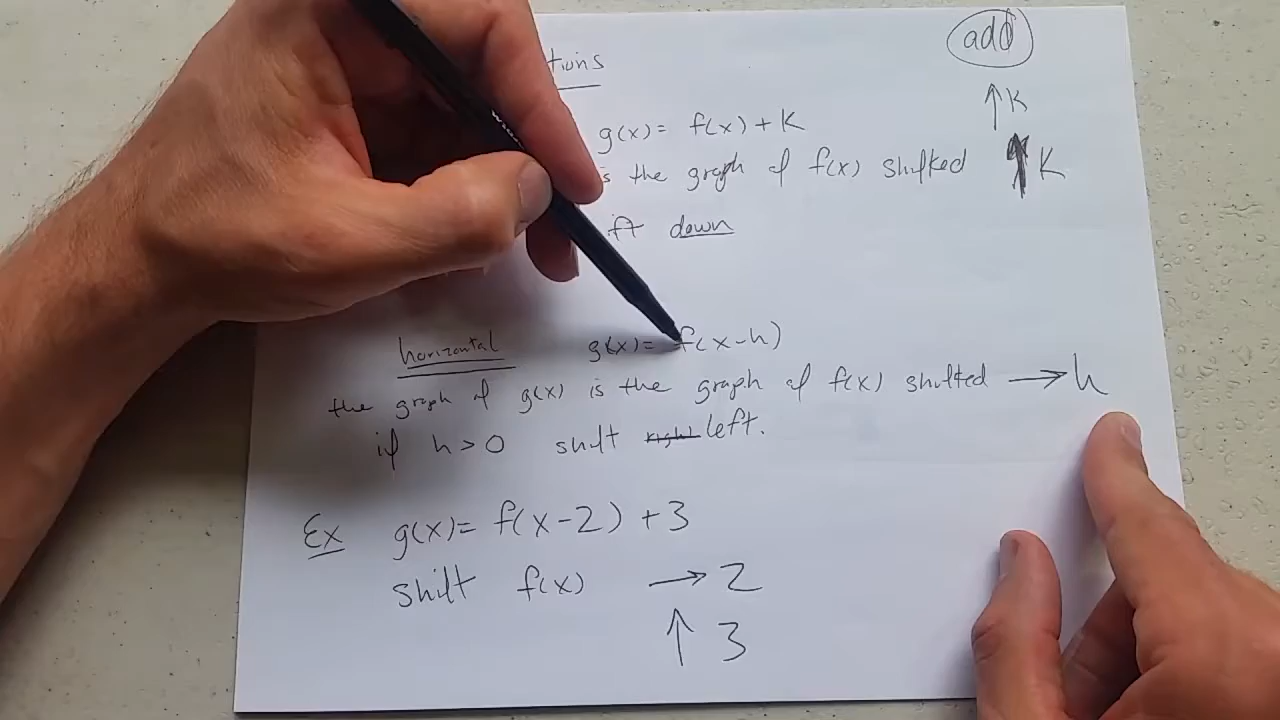 tions
add
↑ K
g(x) = f(x) + K
s the graph of f(x) shifted ↑ K
ift down
horizontal g(x) = f(x-h)
the graph of g(x) is the graph of f(x) shifted → h
if h > 0 shift right left.
Ex g(x) = f(x-2) + 3
shift f(x) → 2
↑ 3